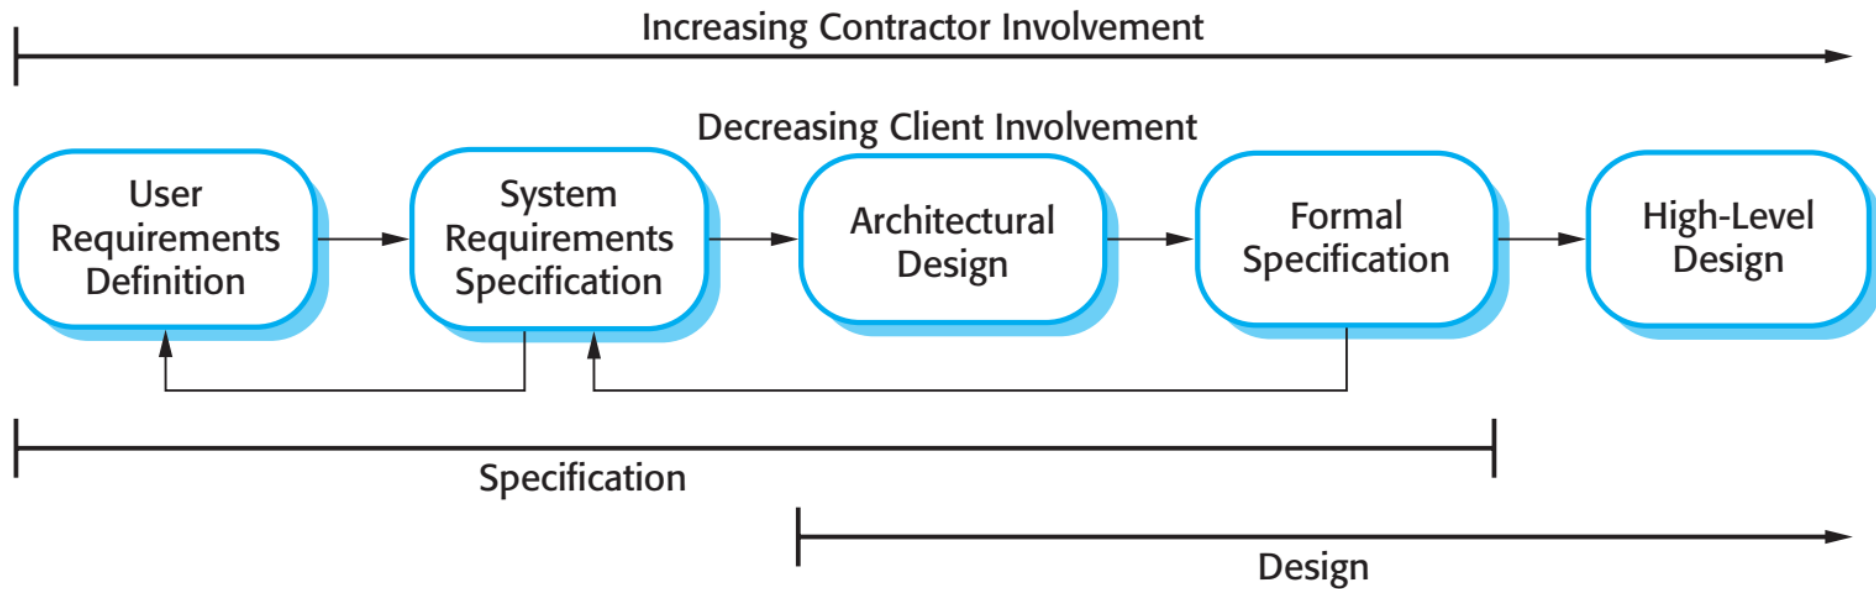 Increasing Contractor Involvement
Decreasing Client Involvement
User
Requirements
Definition
System
Requirements
Specification
Architectural
Design
Formal
Specification
High-Level
Design
Specification
Design